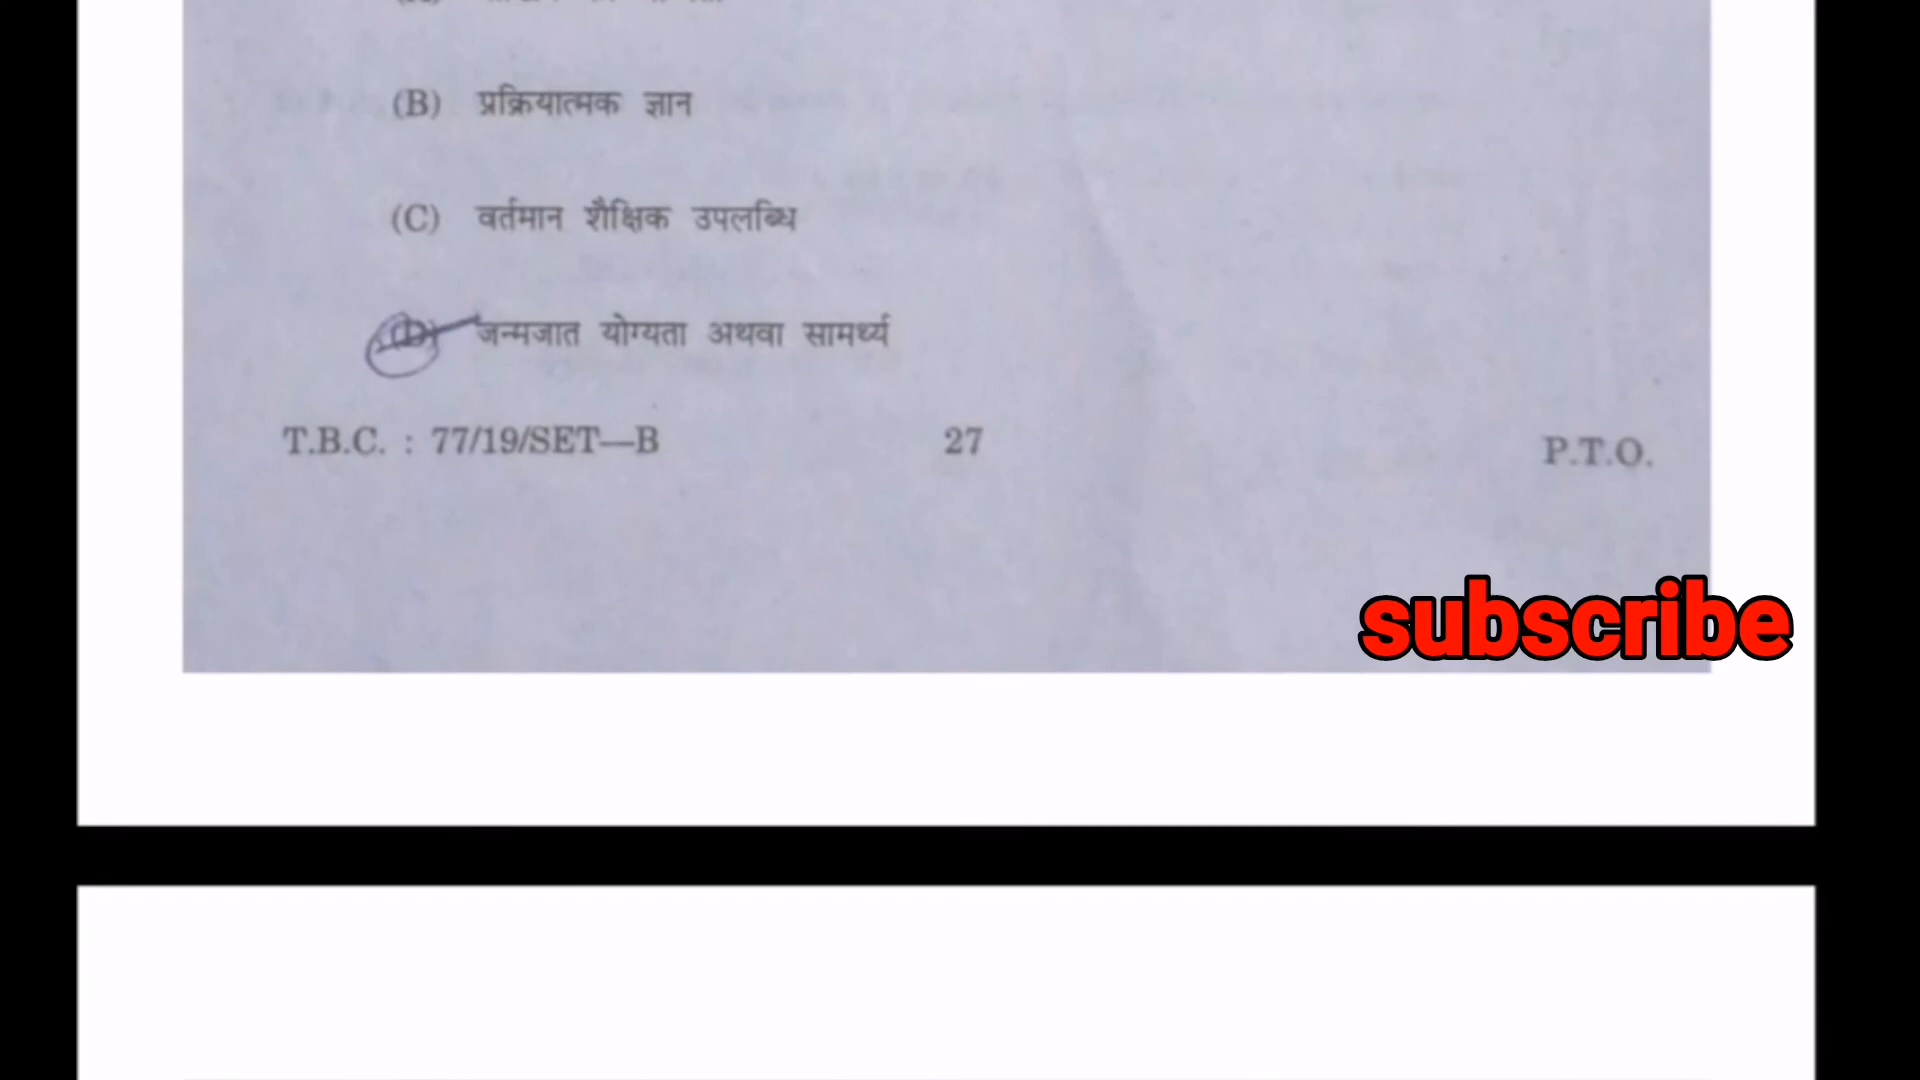 (B) प्रक्रियात्मक ज्ञान
(C) वर्तमान शैक्षिक उपलब्धि
(D) जन्मजात योग्यता अथवा सामर्थ्य
T.B.C. : 77/19/SET—B 27 P.T.O.
subscribe